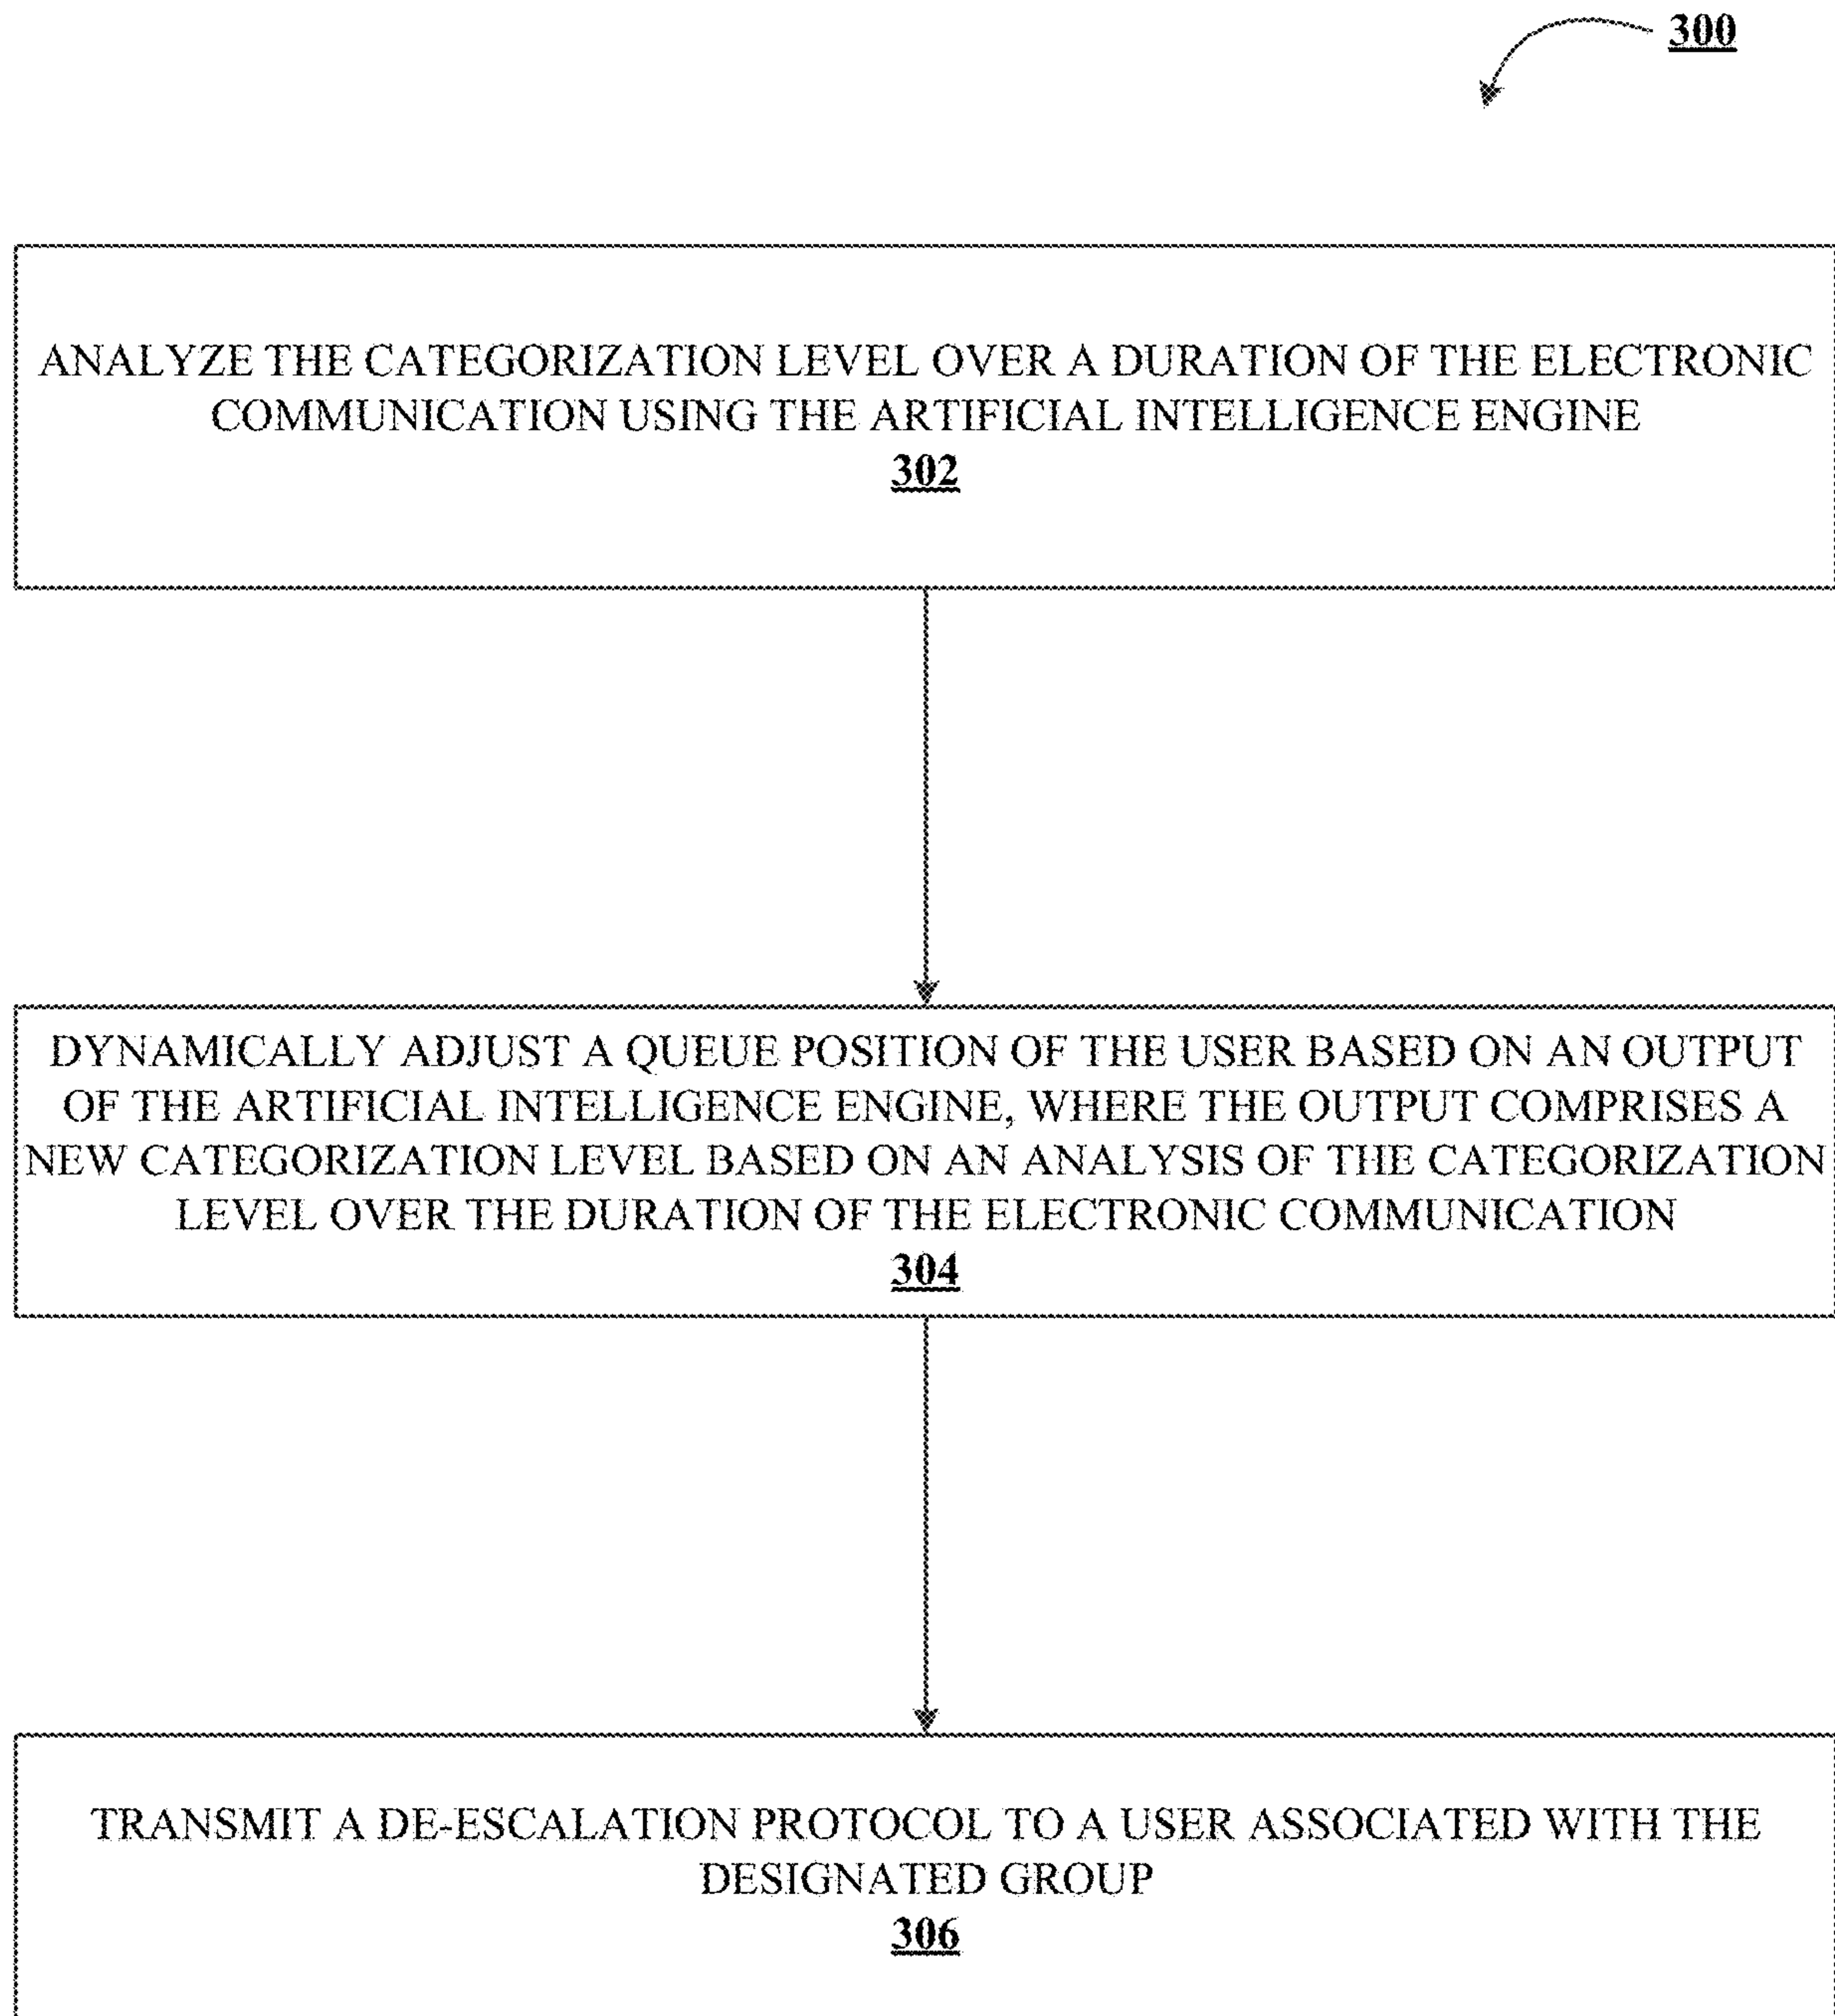 300
ANALYZE THE CATEGORIZATION LEVEL OVER A DURATION OF THE ELECTRONIC
COMMUNICATION USING THE ARTIFICIAL INTELLIGENCE ENGINE
302
DYNAMICALLY ADJUST A QUEUE POSITION OF THE USER BASED ON AN OUTPUT
OF THE ARTIFICIAL INTELLIGENCE ENGINE, WHERE THE OUTPUT COMPRISES A
NEW CATEGORIZATION LEVEL BASED ON AN ANALYSIS OF THE CATEGORIZATION
LEVEL OVER THE DURATION OF THE ELECTRONIC COMMUNICATION
304
TRANSMIT A DE-ESCALATION PROTOCOL TO A USER ASSOCIATED WITH THE
DESIGNATED GROUP
306